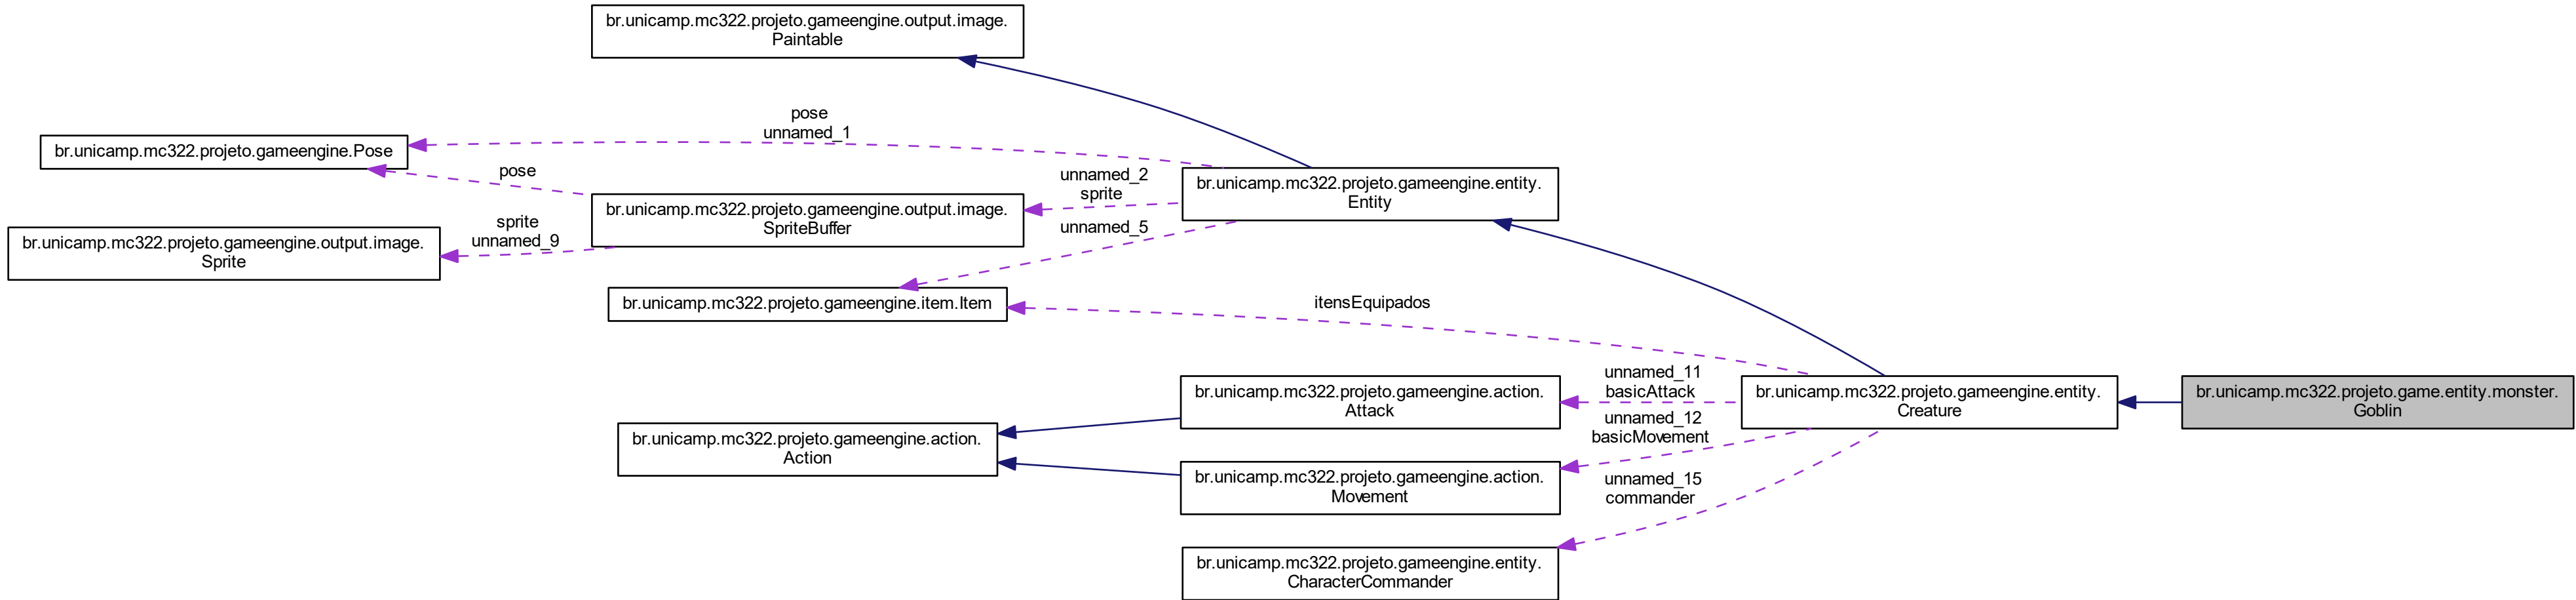 br.unicamp.mc322.projeto.gameengine.output.image.
Paintable
pose
unnamed_1
br.unicamp.mc322.projeto.gameengine.Pose
pose
br.unicamp.mc322.projeto.gameengine.output.image.
SpriteBuffer
unnamed_2
sprite
br.unicamp.mc322.projeto.gameengine.entity.
Entity
sprite
unnamed_9
br.unicamp.mc322.projeto.gameengine.output.image.
Sprite
unnamed_5
br.unicamp.mc322.projeto.gameengine.item.Item
itensEquipados
br.unicamp.mc322.projeto.gameengine.action.
Attack
unnamed_11
basicAttack
br.unicamp.mc322.projeto.gameengine.entity.
Creature
br.unicamp.mc322.projeto.game.entity.monster.
Goblin
br.unicamp.mc322.projeto.gameengine.action.
Action
unnamed_12
basicMovement
br.unicamp.mc322.projeto.gameengine.action.
Movement
unnamed_15
commander
br.unicamp.mc322.projeto.gameengine.entity.
CharacterCommander